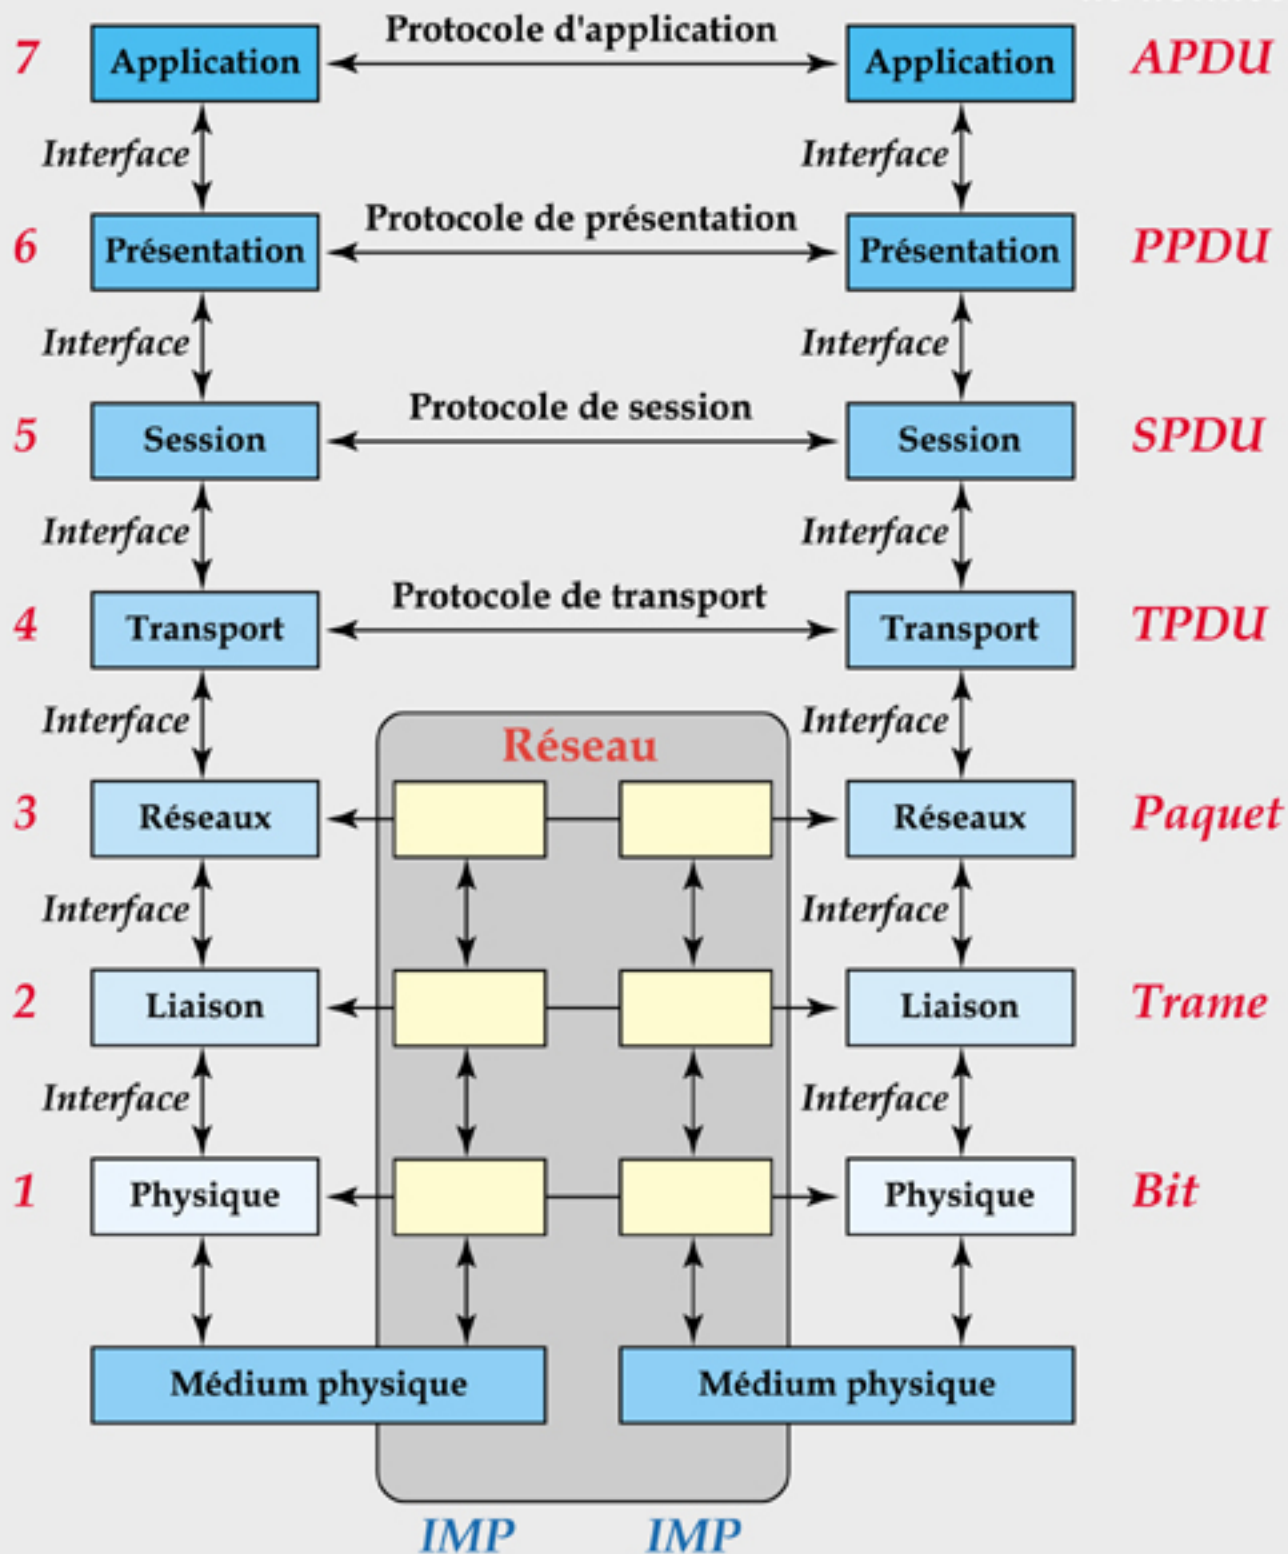 Protocole d'application
7 Application Application APDU
Interface Interface
Protocole de présentation
6 Présentation Présentation PPDU
Interface Interface
Protocole de session
5 Session Session SPDU
Interface Interface
Protocole de transport
4 Transport Transport TPDU
Interface Interface
Réseau
3 Réseaux Réseaux Paquet
Interface Interface
2 Liaison Liaison Trame
Interface Interface
1 Physique Physique Bit
Médium physique Médium physique
IMP IMP